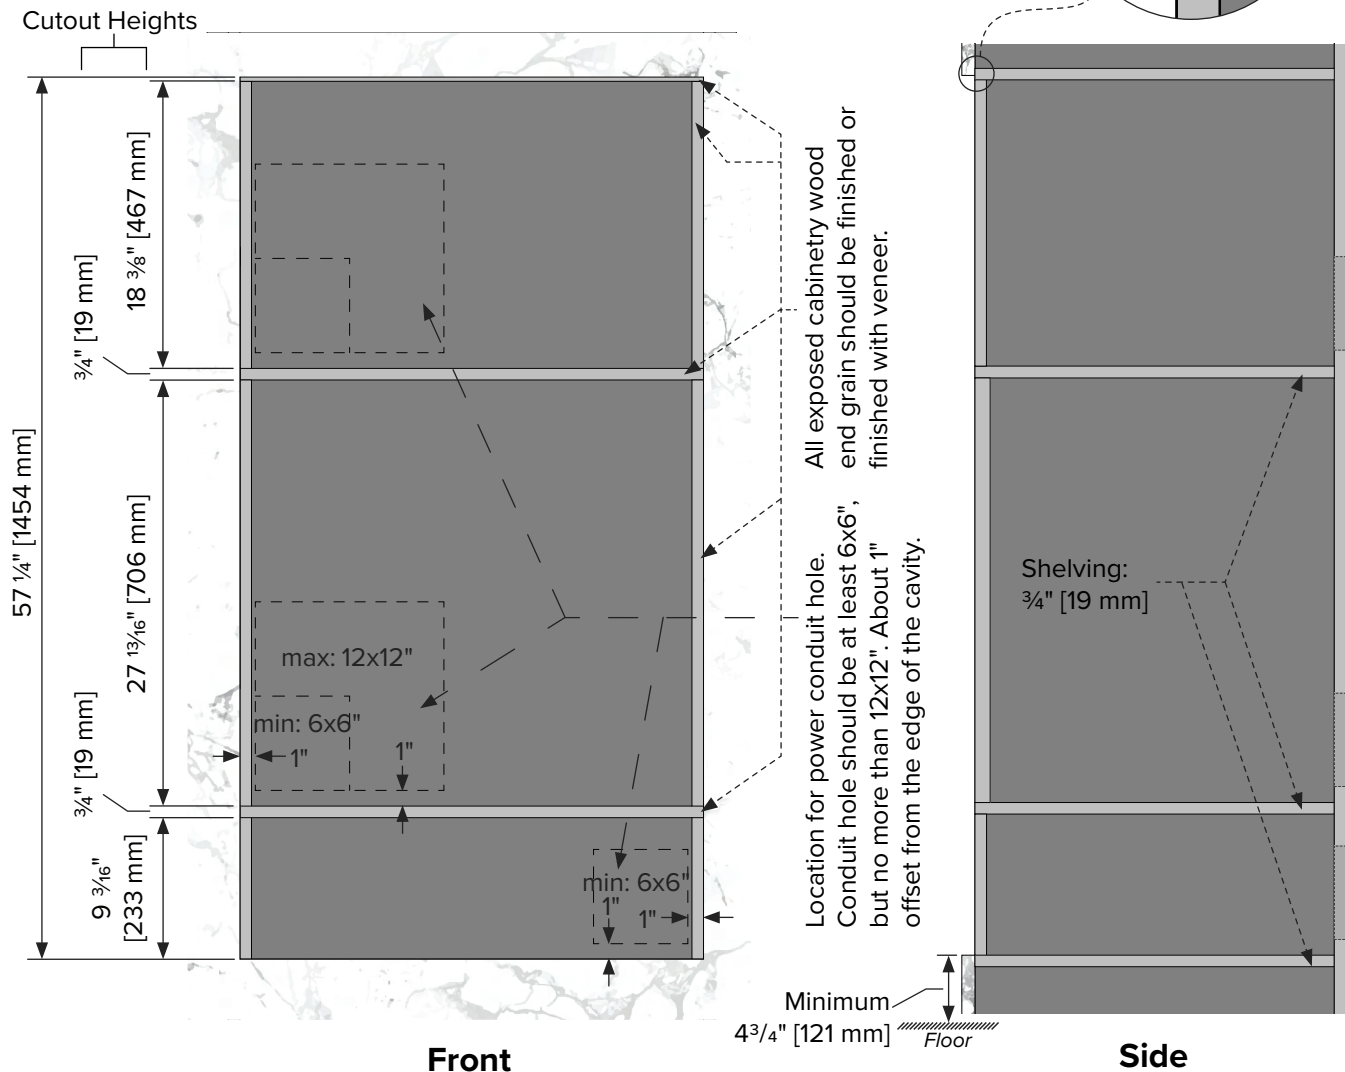 Cutout Heights
57 ¼" [1454 mm]
18 ⅜" [467 mm]
¾" [19 mm]
27 ¹³⁄₁₆" [706 mm]
¾" [19 mm]
9 ³⁄₁₆"
[233 mm]
max: 12x12"
min: 6x6"
1"
1"
min: 6x6"
1"
1"
All exposed cabinetry wood
end grain should be finished or
finished with veneer.
Location for power conduit hole.
Conduit hole should be at least 6x6",
but no more than 12x12". About 1"
offset from the edge of the cavity.
Shelving:
¾" [19 mm]
Minimum
4³/₄" [121 mm]
Floor
Front
Side